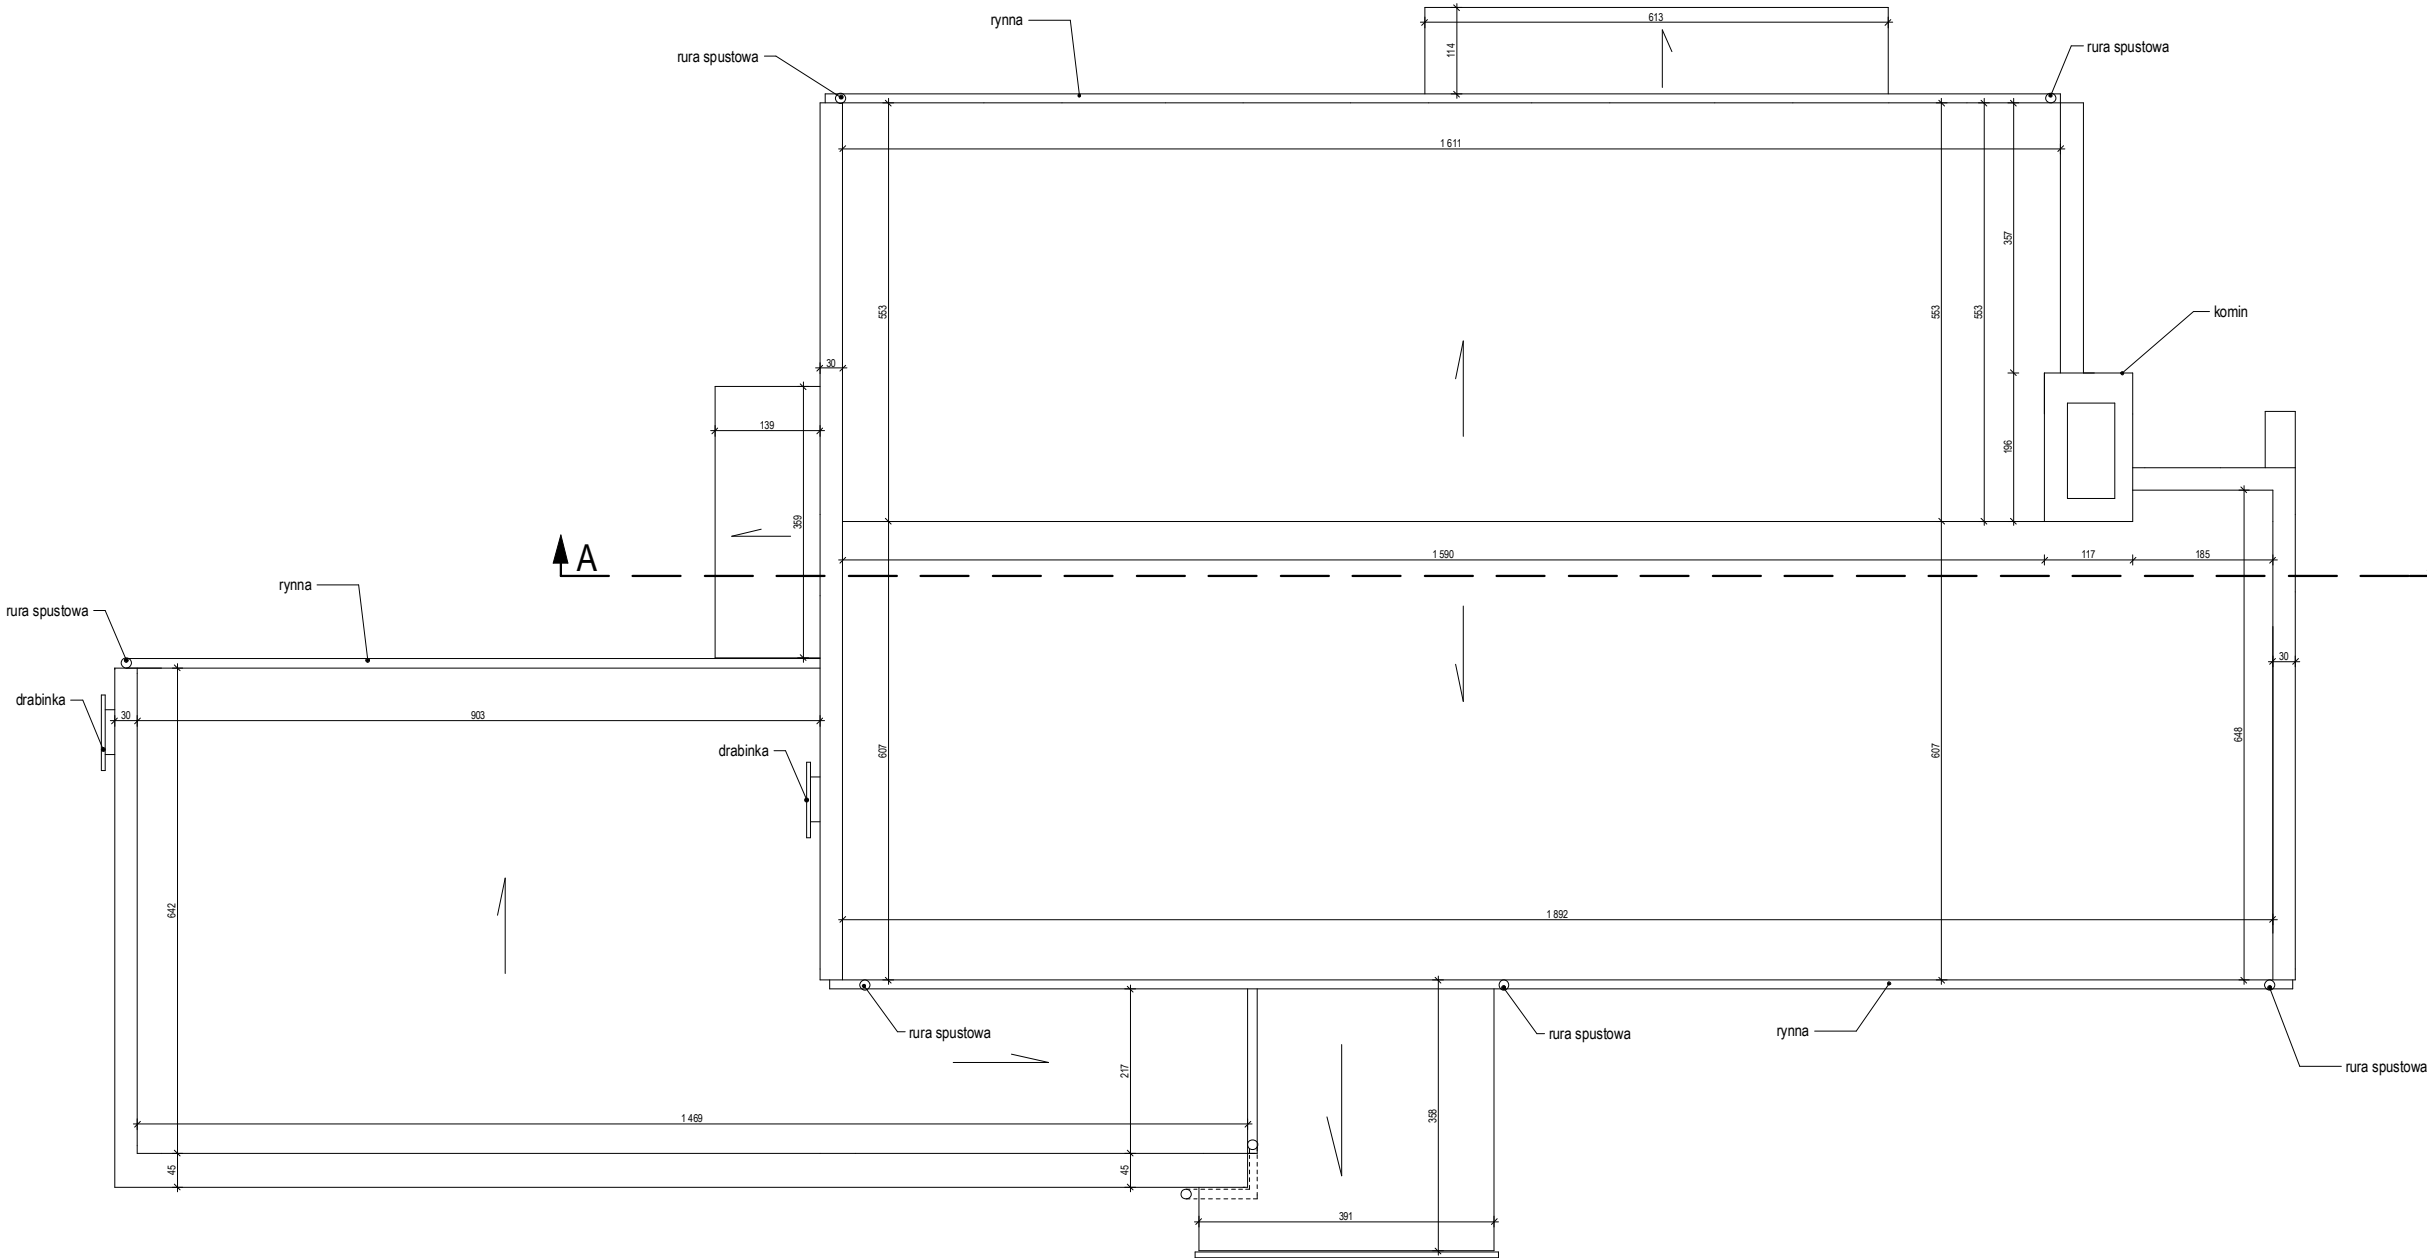 613
rynna
rura spustowa
114
rura spustowa
1 611
357
553
553
553
komin
30
139
196
359
A
1 590
117
185
rynna
rura spustowa
30
drabinka
30
903
648
drabinka
607
607
642
1 892
rura spustowa
rura spustowa
rynna
rura spustowa
217
1 469
358
45
45
391